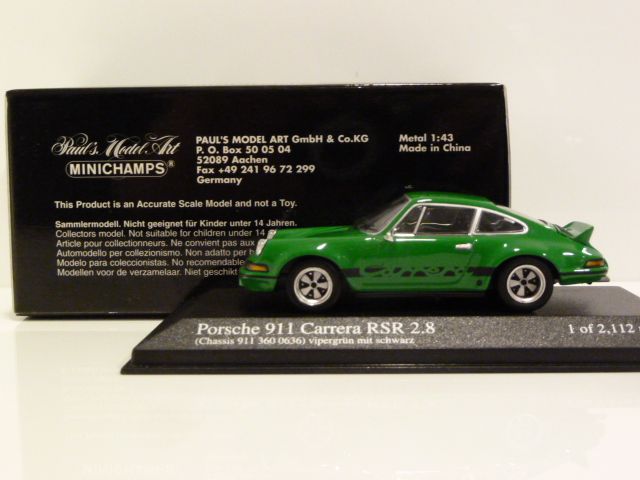 Paul's Model Art
MINICHAMPS®
PAUL'S MODEL ART GmbH & Co.KG
P. O. Box 50 05 04
52089 Aachen
Fax +49 241 96 72 299
Germany
Metal 1:43
Made in China
This Product is an Accurate Scale Model and not a Toy.
Sammlermodell. Nicht geeignet für Kinder unter 14 Jahren.
Collectors model. Not suitable for children under 14
Article pour collectionneurs. Ne convient pas aux
Automodello per collezionismo. Non adatto per b
Modelo para coleccionistas. No recomendable
Modellen voor de verzamelaar. Niet geschikt
Carrera
Porsche 911 Carrera RSR 2.8
1 of 2,112
(Chassis 911 360 0636) vipergrün mit schwarz